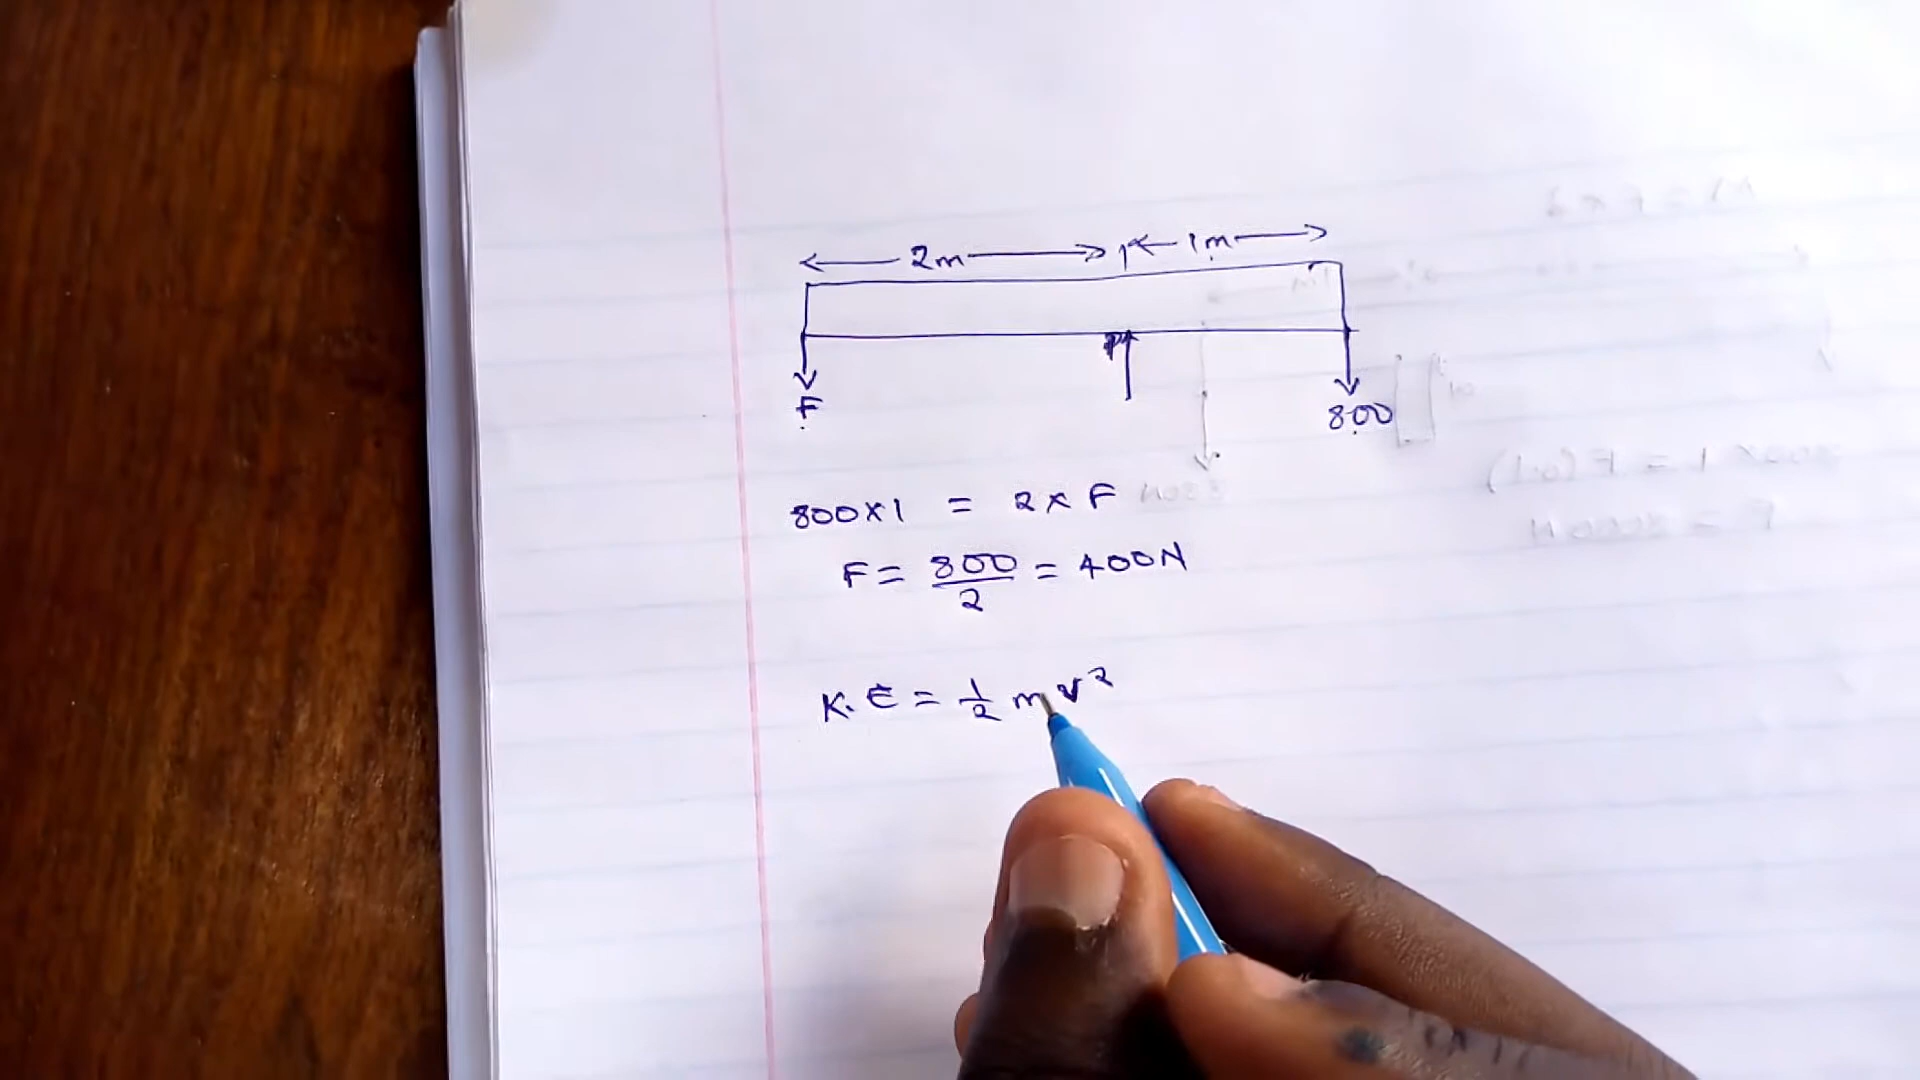 2m 1m
F 800
800×1 = 2×F
F = 800/2 = 400N
K.E = 1/2 mv²